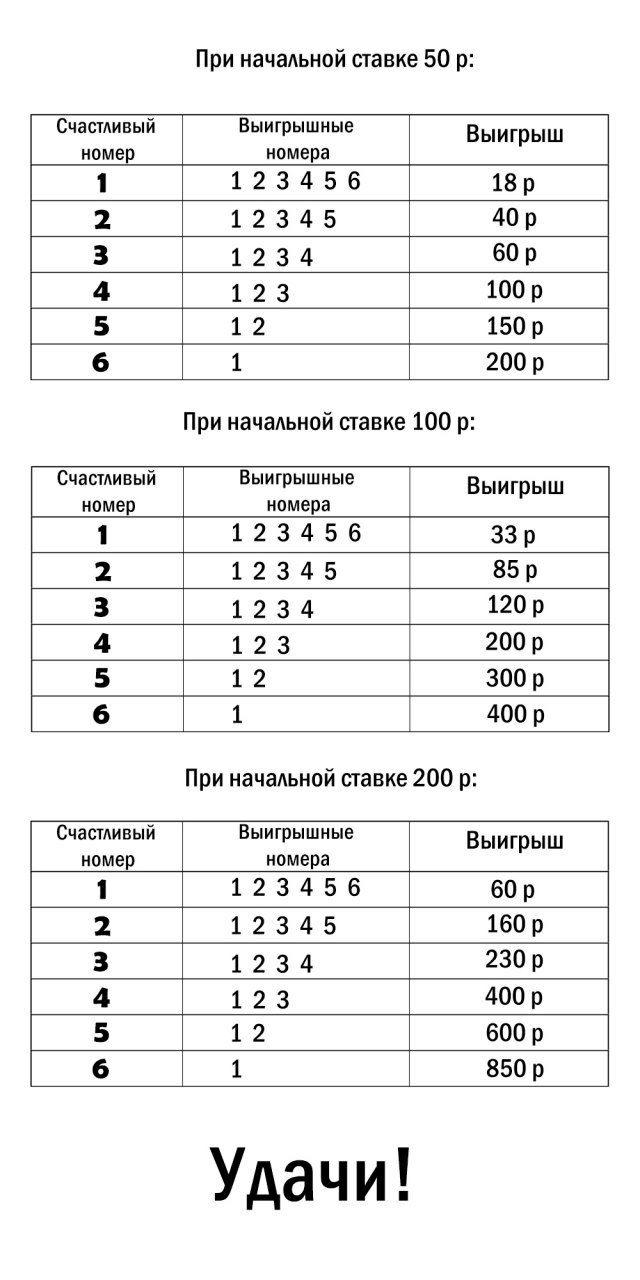 При начальной ставке 50 р:
Счастливый номер Выигрышные номера Выигрыш
1 1 2 3 4 5 6 18 р
2 1 2 3 4 5 40 р
3 1 2 3 4 60 р
4 1 2 3 100 р
5 1 2 150 р
6 1 200 р
При начальной ставке 100 р:
Счастливый номер Выигрышные номера Выигрыш
1 1 2 3 4 5 6 33 р
2 1 2 3 4 5 85 р
3 1 2 3 4 120 р
4 1 2 3 200 р
5 1 2 300 р
6 1 400 р
При начальной ставке 200 р:
Счастливый номер Выигрышные номера Выигрыш
1 1 2 3 4 5 6 60 р
2 1 2 3 4 5 160 р
3 1 2 3 4 230 р
4 1 2 3 400 р
5 1 2 600 р
6 1 850 р
Удачи!